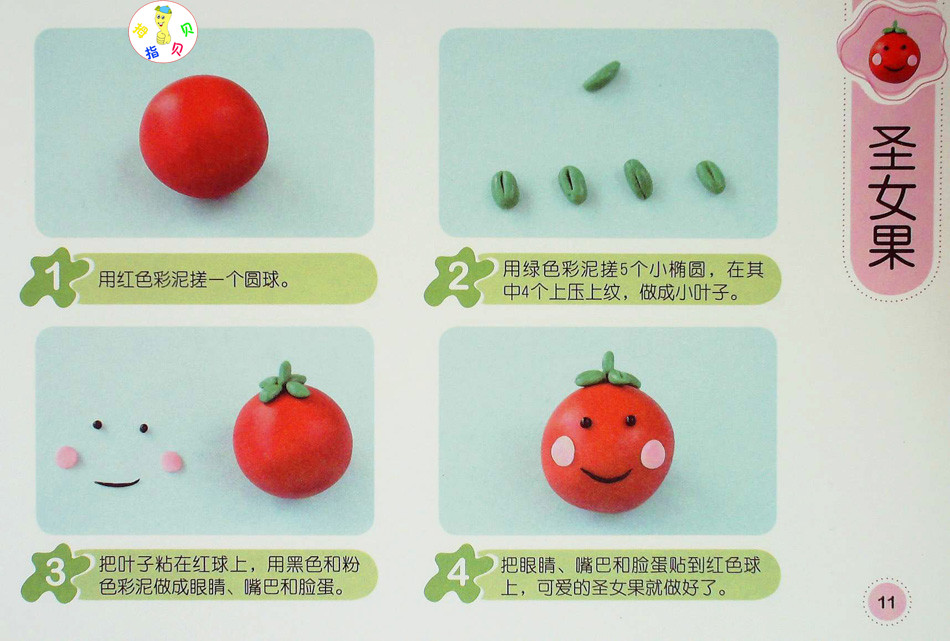 指贝
指贝
圣女果
1
用红色彩泥搓一个圆球。
2
用绿色彩泥搓5个小椭圆，在其
中4个上压上纹，做成小叶子。
3
把叶子粘在红球上，用黑色和粉
色彩泥做成眼睛、嘴巴和脸蛋。
4
把眼睛、嘴巴和脸蛋贴到红色球
上，可爱的圣女果就做好了。
11